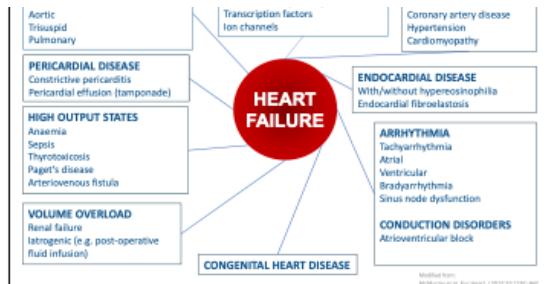 Aortic
Trisuspid
Pulmonary
Transcription factors
Ion channels
Coronary artery disease
Hypertension
Cardiomyopathy
PERICARDIAL DISEASE
Constrictive pericarditis
Pericardial effusion (tamponade)
HEART
FAILURE
ENDOCARDIAL DISEASE
With/without hypereosinophilia
Endocardial fibroelastosis
HIGH OUTPUT STATES
Anaemia
Sepsis
Thyrotoxicosis
Paget's disease
Arteriovenous fistula
ARRHYTHMIA
Tachyarrhythmia
Atrial
Ventricular
Bradyarrhythmia
Sinus node dysfunction
CONDUCTION DISORDERS
Atrioventricular block
VOLUME OVERLOAD
Renal failure
Iatrogenic (e.g. post-operative
fluid infusion)
CONGENITAL HEART DISEASE
Modified from: